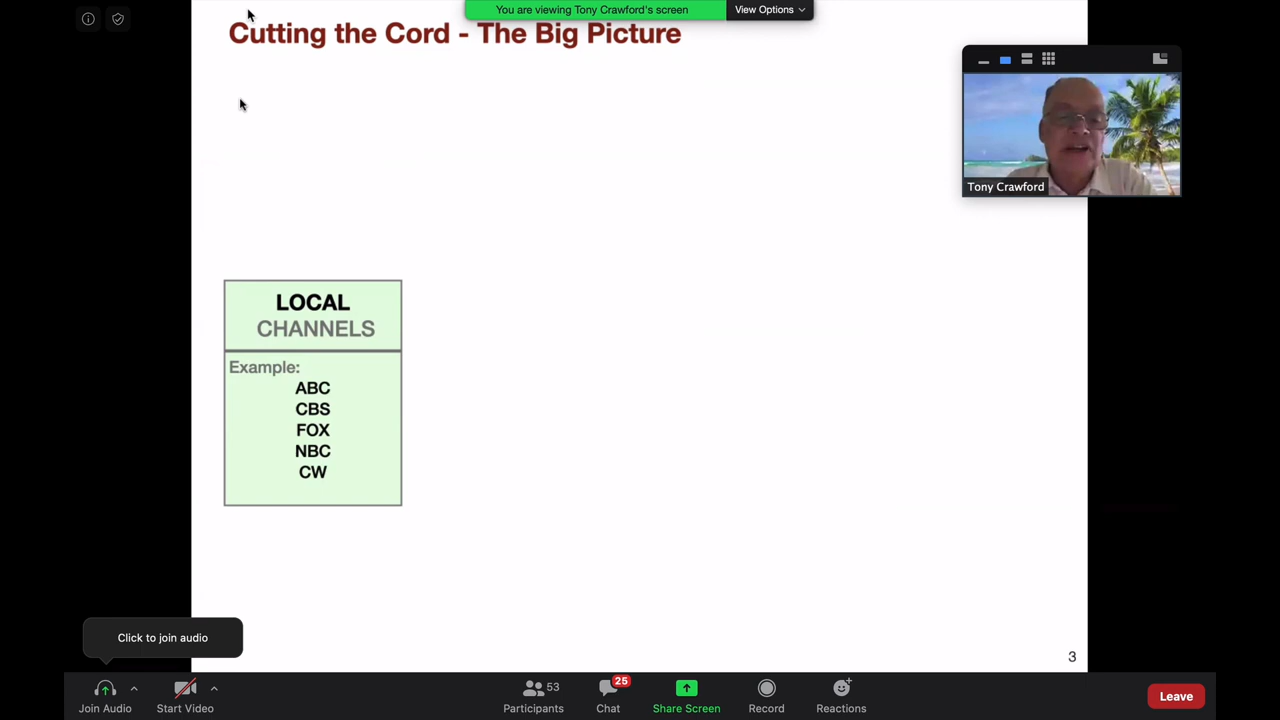 You are viewing Tony Crawford's screen
View Options
Cutting the Cord - The Big Picture
Tony Crawford
LOCAL
CHANNELS
Example:
ABC
CBS
FOX
NBC
CW
3
Click to join audio
Join Audio
Start Video
53
Participants
25
Chat
Share Screen
Record
Reactions
Leave